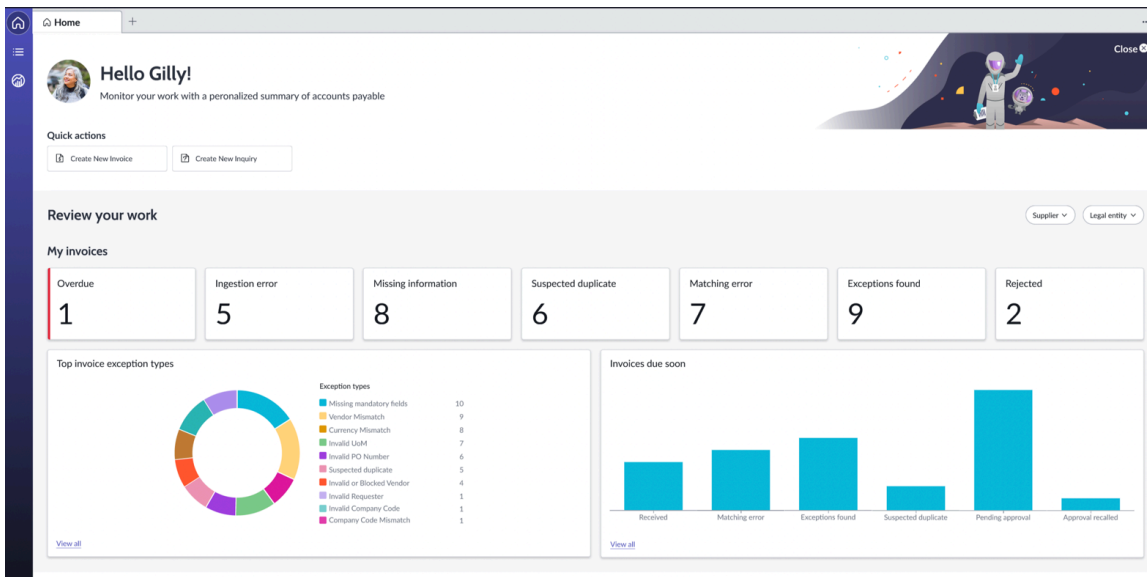 Home
Close
Hello Gilly!
Monitor your work with a peronalized summary of accounts payable
Quick actions
Create New Invoice
Create New Inquiry
Review your work
Supplier
Legal entity
My invoices
Overdue
1
Ingestion error
5
Missing information
8
Suspected duplicate
6
Matching error
7
Exceptions found
9
Rejected
2
Top invoice exception types
Exception types
Missing mandatory fields 10
Vendor Mismatch 9
Currency Mismatch 8
Invalid UoM 7
Invalid PO Number 6
Suspected duplicate 5
Invalid or Blocked Vendor 4
Invalid Requester 1
Invalid Company Code 1
Company Code Mismatch 1
View all
Invoices due soon
Received
Matching error
Exceptions found
Suspected duplicate
Pending approval
Approval recalled
View all